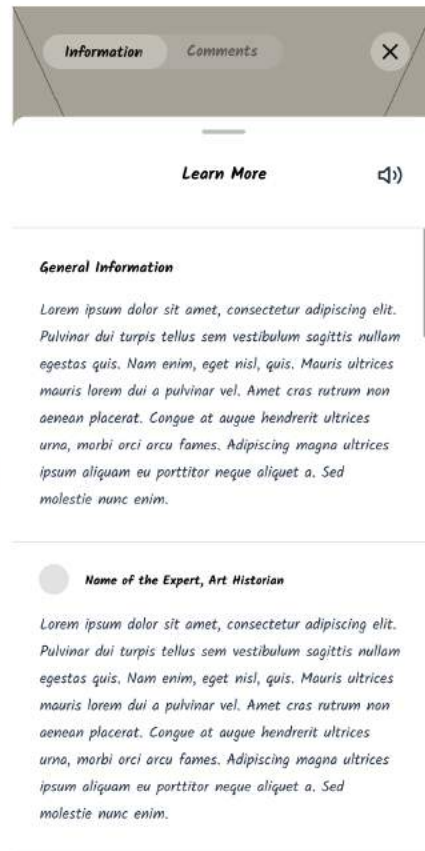 Information
Comments
Learn More
General Information
Lorem ipsum dolor sit amet, consectetur adipiscing elit.
Pulvinar dui turpis tellus sem vestibulum sagittis nullam
egestas quis. Nam enim, eget nisl, quis. Mauris ultrices
mauris lorem dui a pulvinar vel. Amet cras rutrum non
aenean placerat. Congue at augue hendrerit ultrices
urna, morbi orci arcu fames. Adipiscing magna ultrices
ipsum aliquam eu porttitor neque aliquet a. Sed
molestie nunc enim.
Name of the Expert, Art Historian
Lorem ipsum dolor sit amet, consectetur adipiscing elit.
Pulvinar dui turpis tellus sem vestibulum sagittis nullam
egestas quis. Nam enim, eget nisl, quis. Mauris ultrices
mauris lorem dui a pulvinar vel. Amet cras rutrum non
aenean placerat. Congue at augue hendrerit ultrices
urna, morbi orci arcu fames. Adipiscing magna ultrices
ipsum aliquam eu porttitor neque aliquet a. Sed
molestie nunc enim.